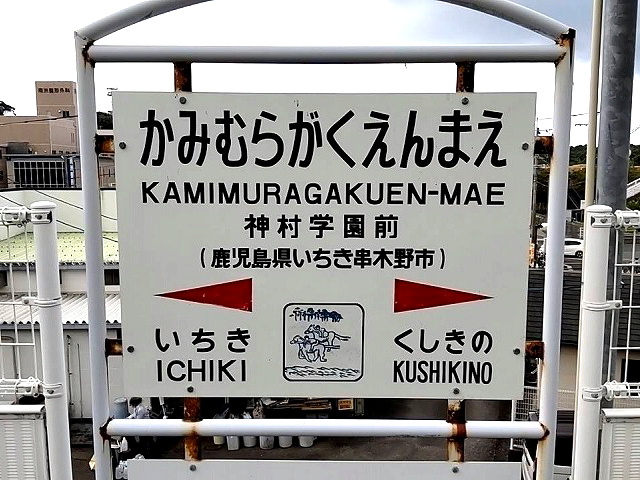 かみむらがくえんまえ
KAMIMURAGAKUEN-MAE
神村学園前
(鹿児島県いちき串木野市)
いちき
くしきの
ICHIKI
KUSHIKINO